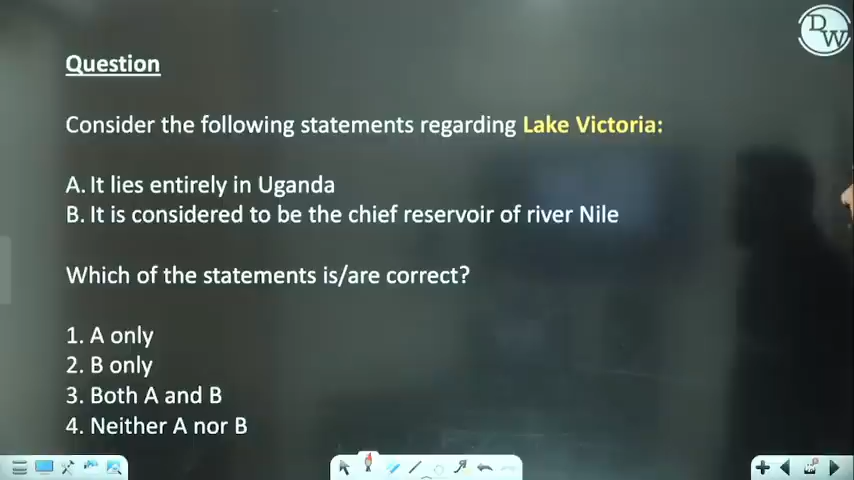 DW
Question
Consider the following statements regarding Lake Victoria:
A. It lies entirely in Uganda
B. It is considered to be the chief reservoir of river Nile
Which of the statements is/are correct?
1. A only
2. B only
3. Both A and B
4. Neither A nor B